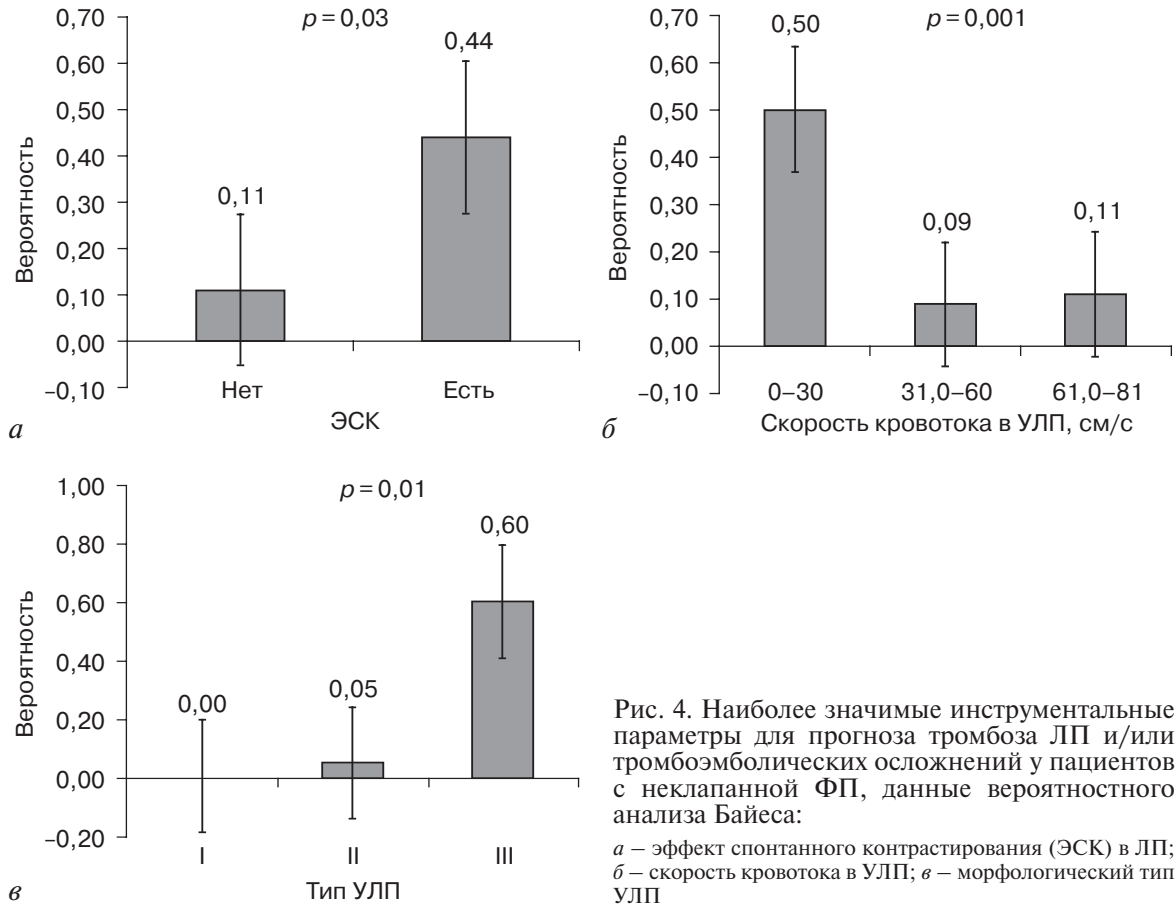 0,70
0,60
0,50
0,40
0,30
0,20
0,10
0,00
–0,10
Вероятность
p = 0,03
0,11
0,44
Нет Есть
ЭСК
а
0,70
0,60
0,50
0,40
0,30
0,20
0,10
0,00
–0,10
Вероятность
p = 0,001
0,50
0,09
0,11
0–30 31,0–60 61,0–81
Скорость кровотока в УЛП, см/с
б
1,00
0,80
0,60
0,40
0,20
0,00
–0,20
Вероятность
p = 0,01
0,00
0,05
0,60
I II III
Тип УЛП
в
Рис. 4. Наиболее значимые инструментальные
параметры для прогноза тромбоза ЛП и/или
тромбоэмболических осложнений у пациентов
с неклапанной ФП, данные вероятностного
анализа Байеса:
а – эффект спонтанного контрастирования (ЭСК) в ЛП;
б – скорость кровотока в УЛП; в – морфологический тип
УЛП